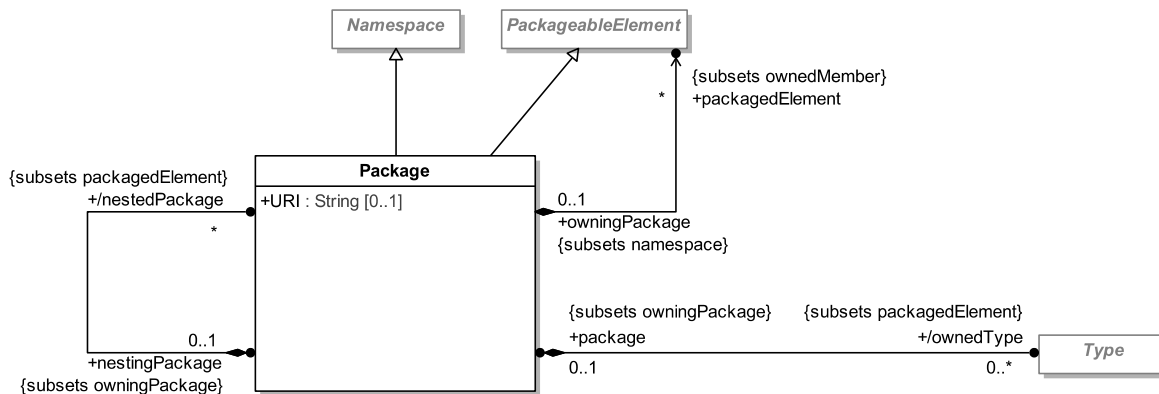 Namespace
PackageableElement
{subsets ownedMember}
*
+packagedElement
Package
{subsets packagedElement}
+/nestedPackage
+URI : String [0..1]
0..1
*
+owningPackage
{subsets namespace}
{subsets owningPackage}
{subsets packagedElement}
0..1
+package
+/ownedType
Type
+nestingPackage
0..1
0..*
{subsets owningPackage}